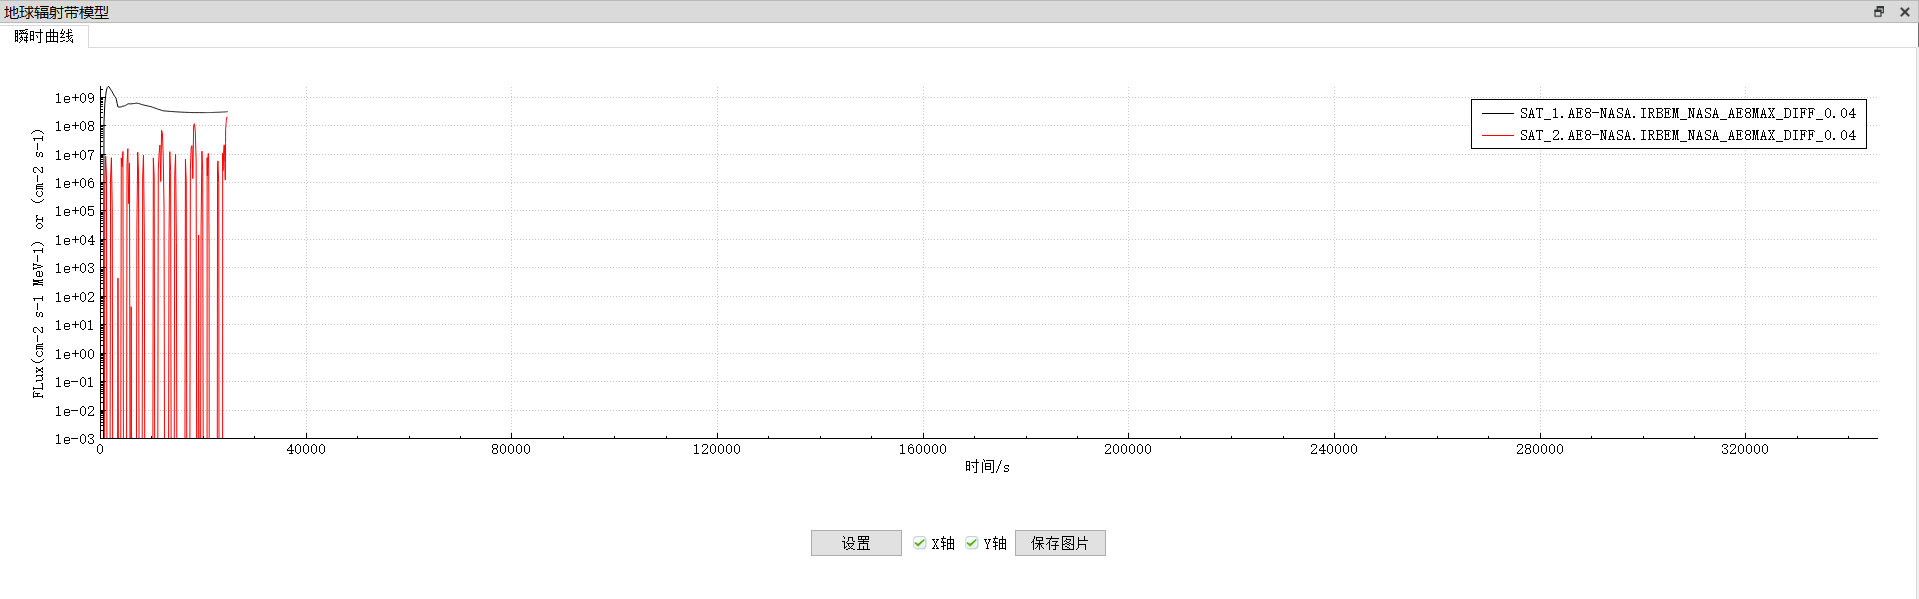 地球辐射带模型
瞬时曲线
SAT_1.AE8-NASA.IRBEM_NASA_AE8MAX_DIFF_0.04
SAT_2.AE8-NASA.IRBEM_NASA_AE8MAX_DIFF_0.04
FLux(cm-2 s-1 MeV-1) or (cm-2 s-1)
1e+09
1e+08
1e+07
1e+06
1e+05
1e+04
1e+03
1e+02
1e+01
1e+00
1e-01
1e-02
1e-03
0 40000 80000 120000 160000 200000 240000 280000 320000
时间/s
设置 X轴 Y轴 保存图片